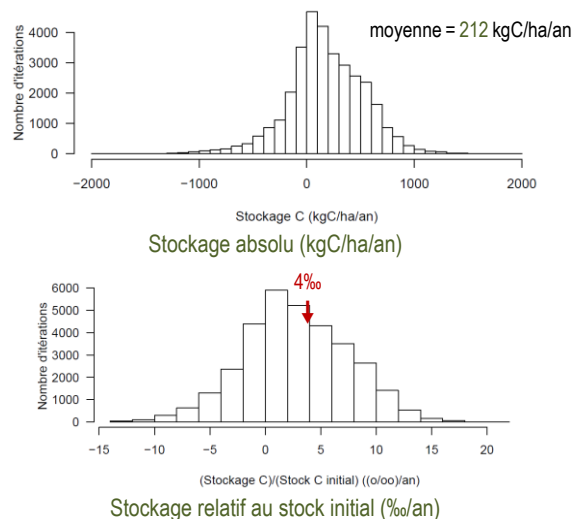 moyenne = 212 kgC/ha/an
Nombre d'itérations
4000
3000
2000
1000
0
−2000 −1000 0 1000 2000
Stockage C (kgC/ha/an)
Stockage absolu (kgC/ha/an)
4‰
Nombre d'itérations
6000
5000
4000
3000
2000
1000
0
−15 −10 −5 0 5 10 15 20
(Stockage C)/(Stock C initial) ((o/oo)/an)
Stockage relatif au stock initial (‰/an)